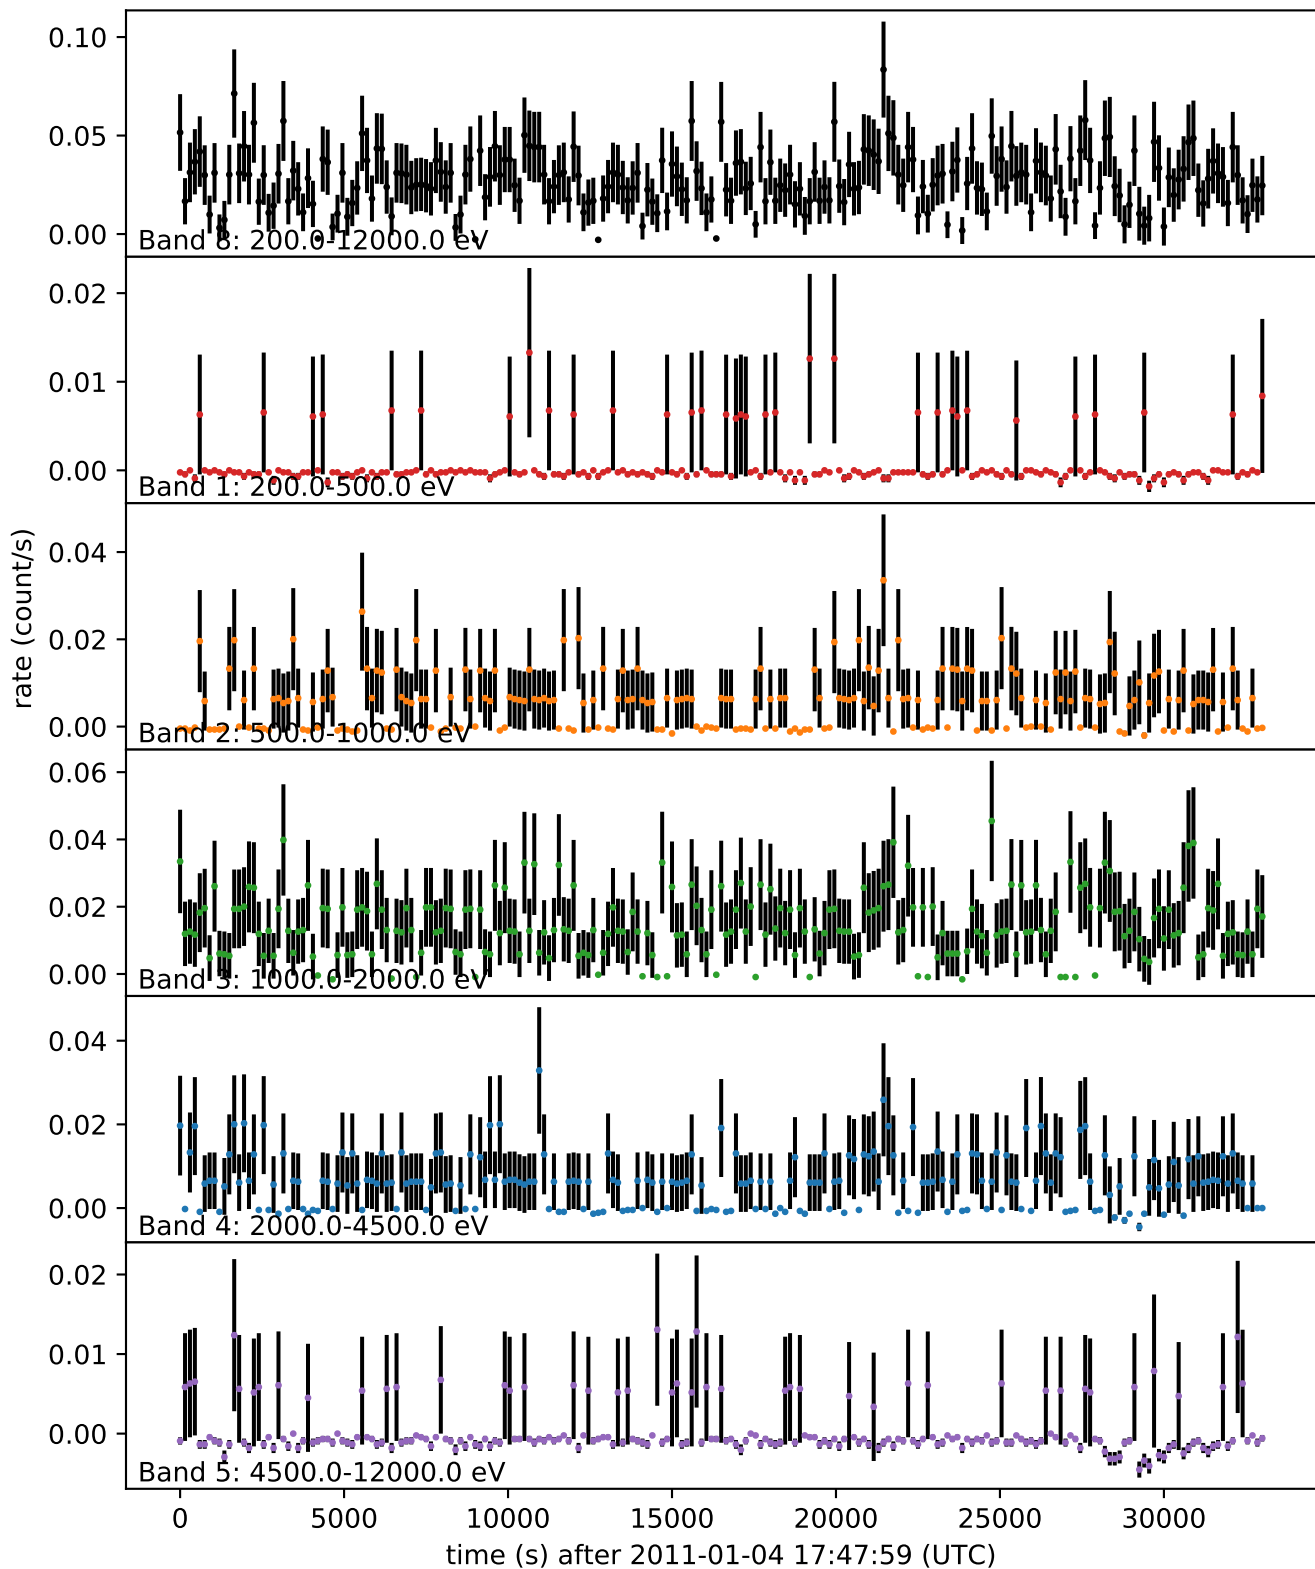 0.10
0.05
0.00
Band 8: 200.0-12000.0 eV
0.02
0.01
0.00
Band 1: 200.0-500.0 eV
0.04
0.02
0.00
Band 2: 500.0-1000.0 eV
rate (count/s)
0.06
0.04
0.02
0.00
Band 3: 1000.0-2000.0 eV
0.04
0.02
0.00
Band 4: 2000.0-4500.0 eV
0.02
0.01
0.00
Band 5: 4500.0-12000.0 eV
0 5000 10000 15000 20000 25000 30000
time (s) after 2011-01-04 17:47:59 (UTC)